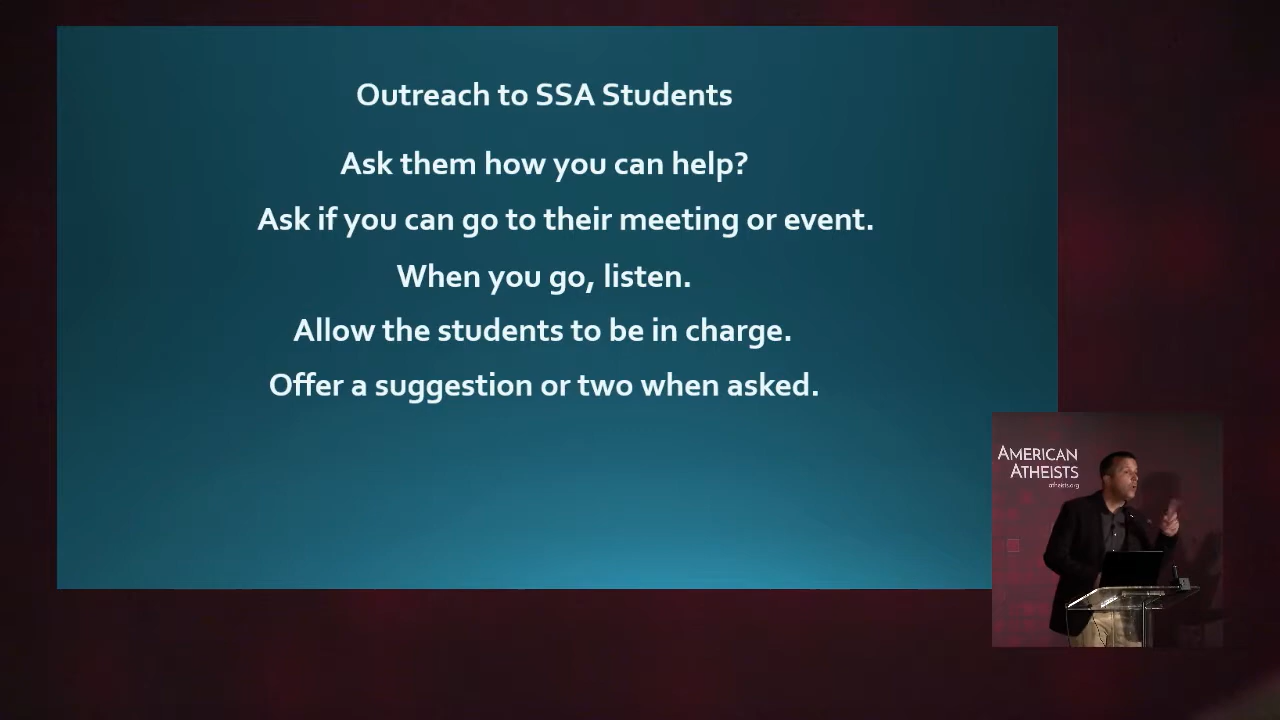 Outreach to SSA Students
Ask them how you can help?
Ask if you can go to their meeting or event.
When you go, listen.
Allow the students to be in charge.
Offer a suggestion or two when asked.
AMERICAN
ATHEISTS
atheists.org